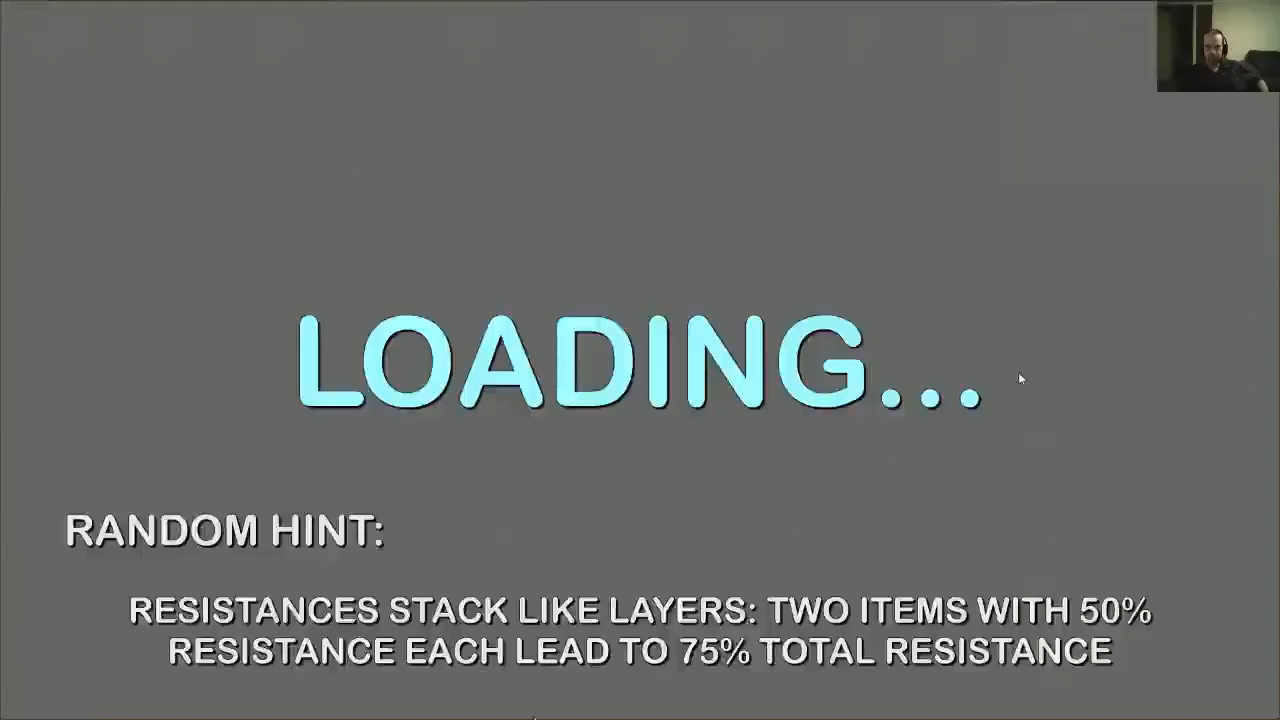 LOADING...
RANDOM HINT:
RESISTANCES STACK LIKE LAYERS: TWO ITEMS WITH 50%
RESISTANCE EACH LEAD TO 75% TOTAL RESISTANCE